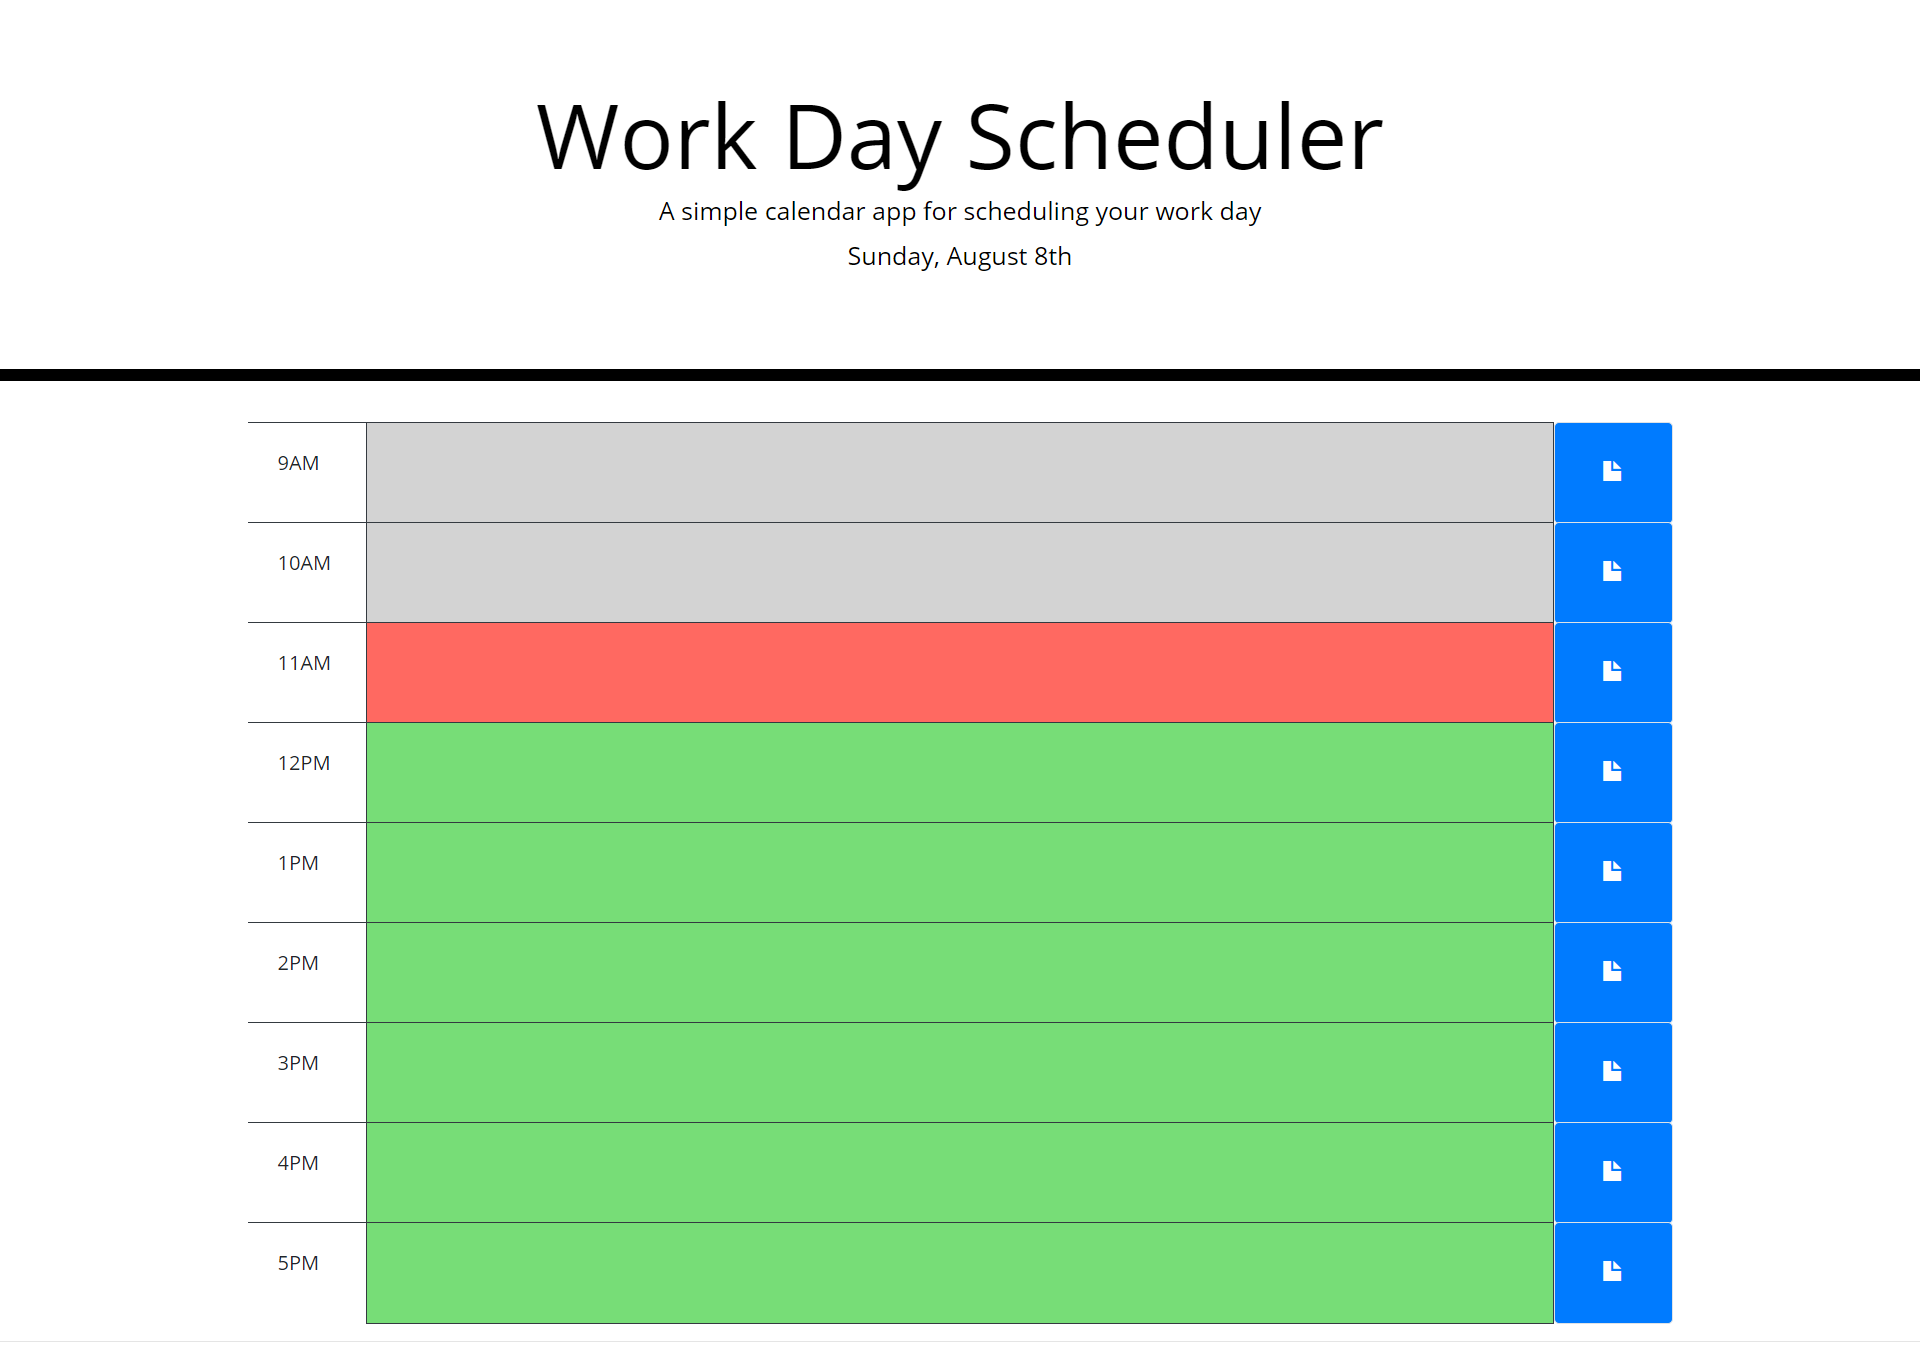 Work Day Scheduler
A simple calendar app for scheduling your work day
Sunday, August 8th
9AM
10AM
11AM
12PM
1PM
2PM
3PM
4PM
5PM